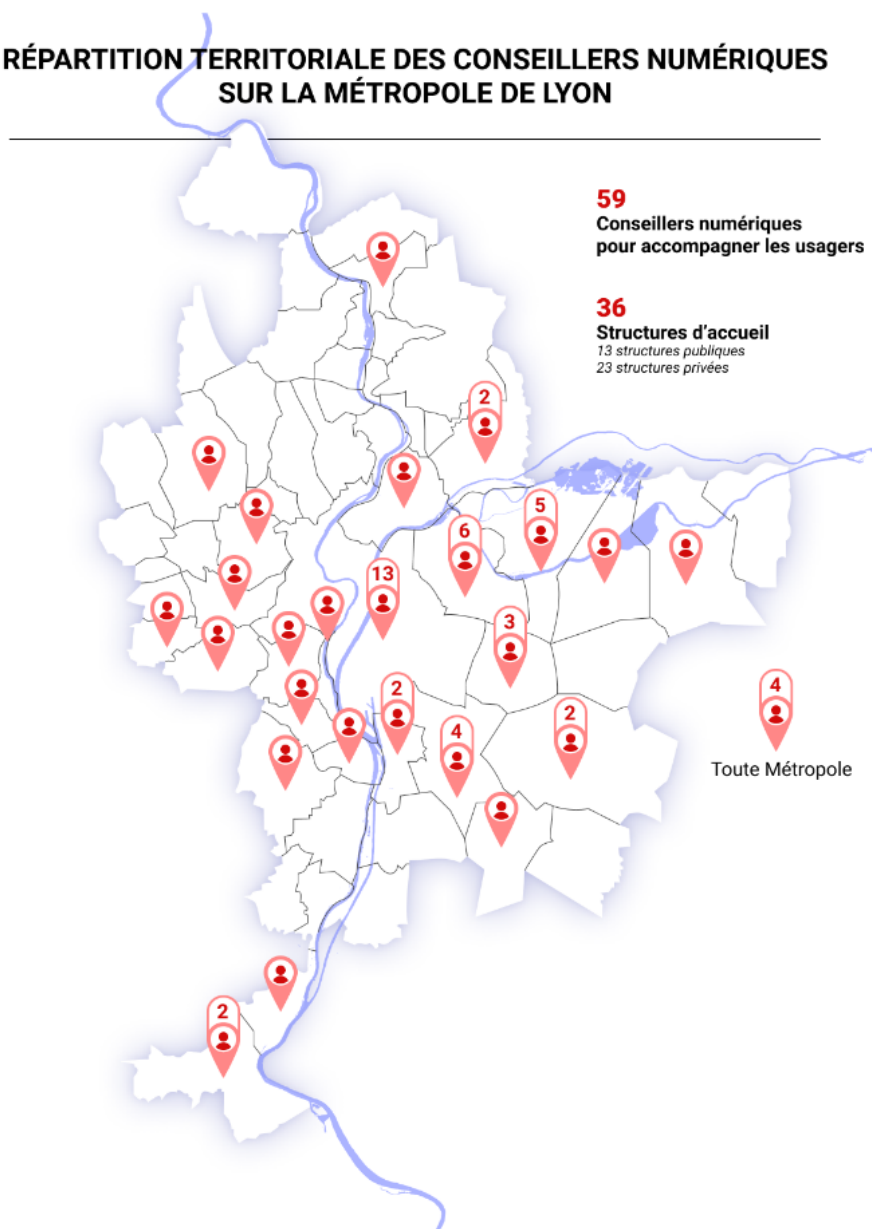 RÉPARTITION TERRITORIALE DES CONSEILLERS NUMÉRIQUES
SUR LA MÉTROPOLE DE LYON
59
Conseillers numériques
pour accompagner les usagers
36
Structures d'accueil
13 structures publiques
23 structures privées
2
5
6
13
3
2
4
2
4
Toute Métropole
2